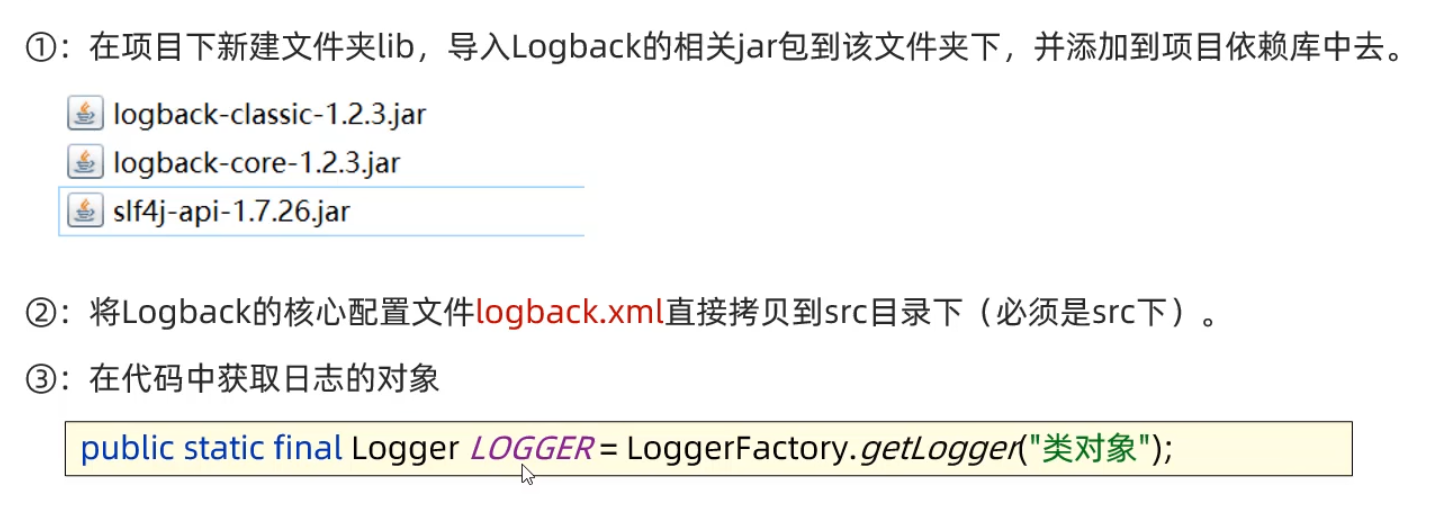 ①：在项目下新建文件夹lib，导入Logback的相关jar包到该文件夹下，并添加到项目依赖库中去。
logback-classic-1.2.3.jar
logback-core-1.2.3.jar
slf4j-api-1.7.26.jar
②：将Logback的核心配置文件logback.xml直接拷贝到src目录下（必须是src下）。
③：在代码中获取日志的对象
public static final Logger LOGGER = LoggerFactory.getLogger("类对象");